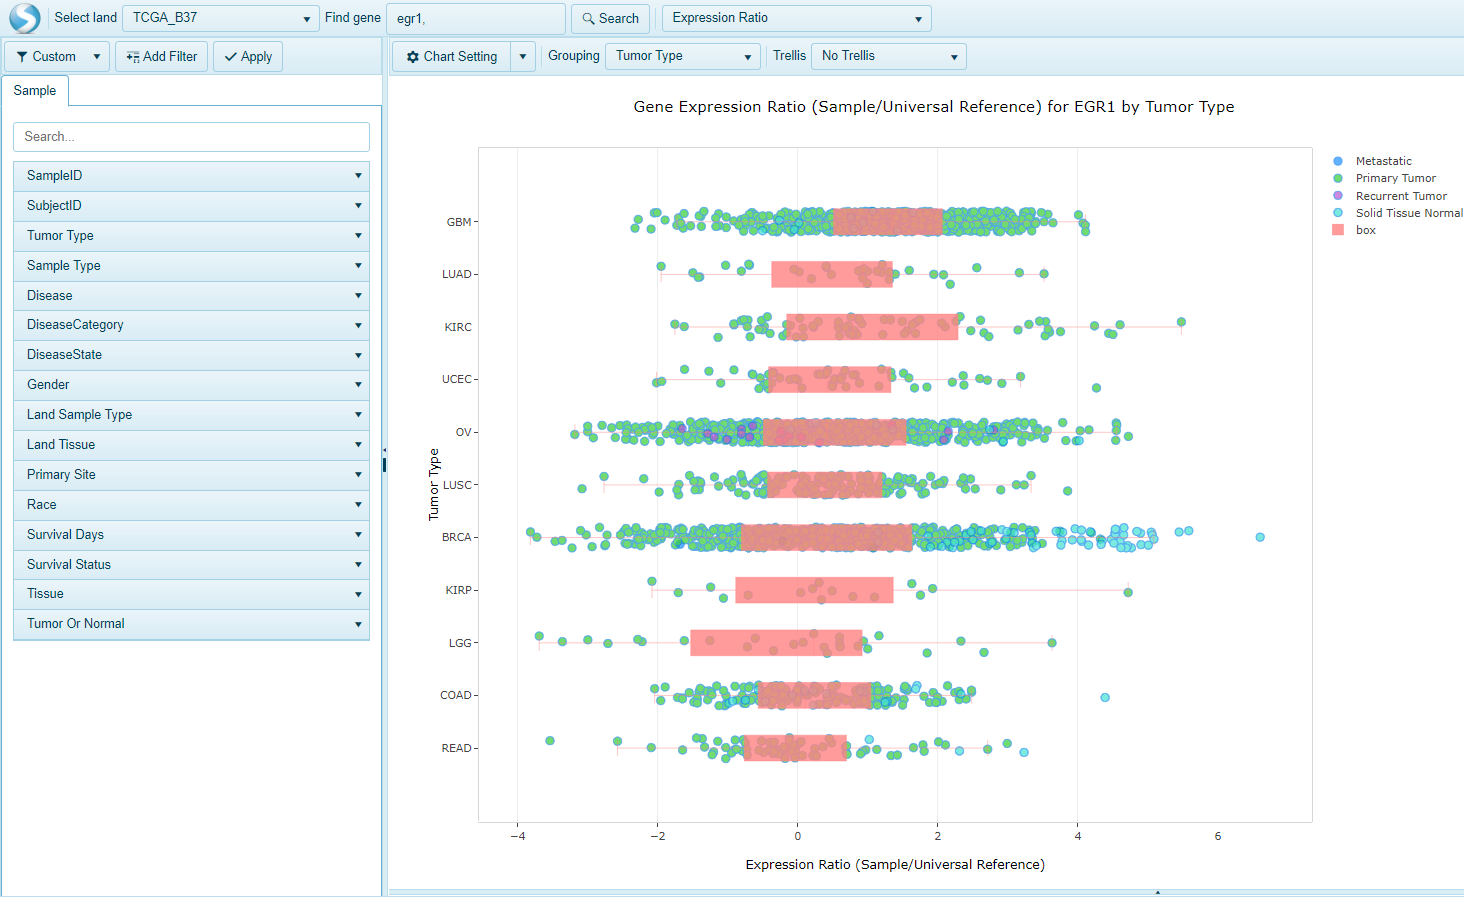 Select land TCGA_B37 Find gene egr1, Search Expression Ratio
Custom Add Filter Apply Chart Setting Grouping Tumor Type Trellis No Trellis
Sample
Search...
SampleID
SubjectID
Tumor Type
Sample Type
Disease
DiseaseCategory
DiseaseState
Gender
Land Sample Type
Land Tissue
Primary Site
Race
Survival Days
Survival Status
Tissue
Tumor Or Normal
Gene Expression Ratio (Sample/Universal Reference) for EGR1 by Tumor Type
Metastatic
Primary Tumor
Recurrent Tumor
Solid Tissue Normal
box
Tumor Type
GBM
LUAD
KIRC
UCEC
OV
LUSC
BRCA
KIRP
LGG
COAD
READ
−4 −2 0 2 4 6
Expression Ratio (Sample/Universal Reference)